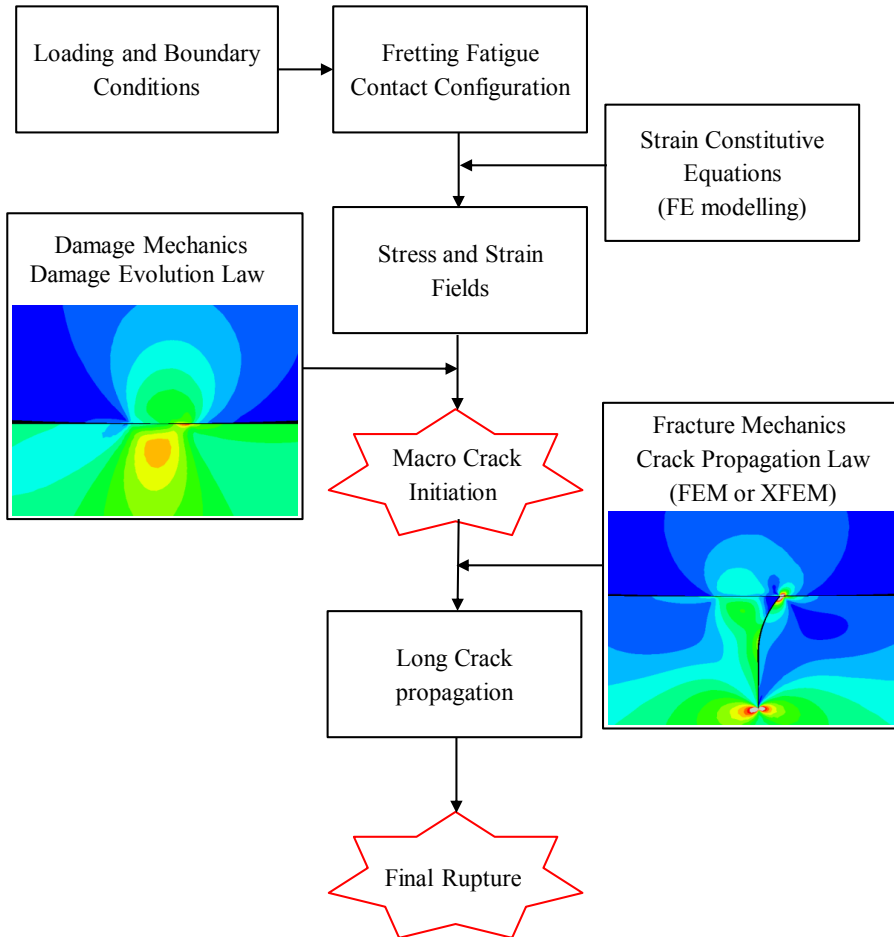 Loading and Boundary
Conditions
Fretting Fatigue
Contact Configuration
Strain Constitutive
Equations
(FE modelling)
Damage Mechanics
Damage Evolution Law
Stress and Strain
Fields
Macro Crack
Initiation
Fracture Mechanics
Crack Propagation Law
(FEM or XFEM)
Long Crack
propagation
Final Rupture